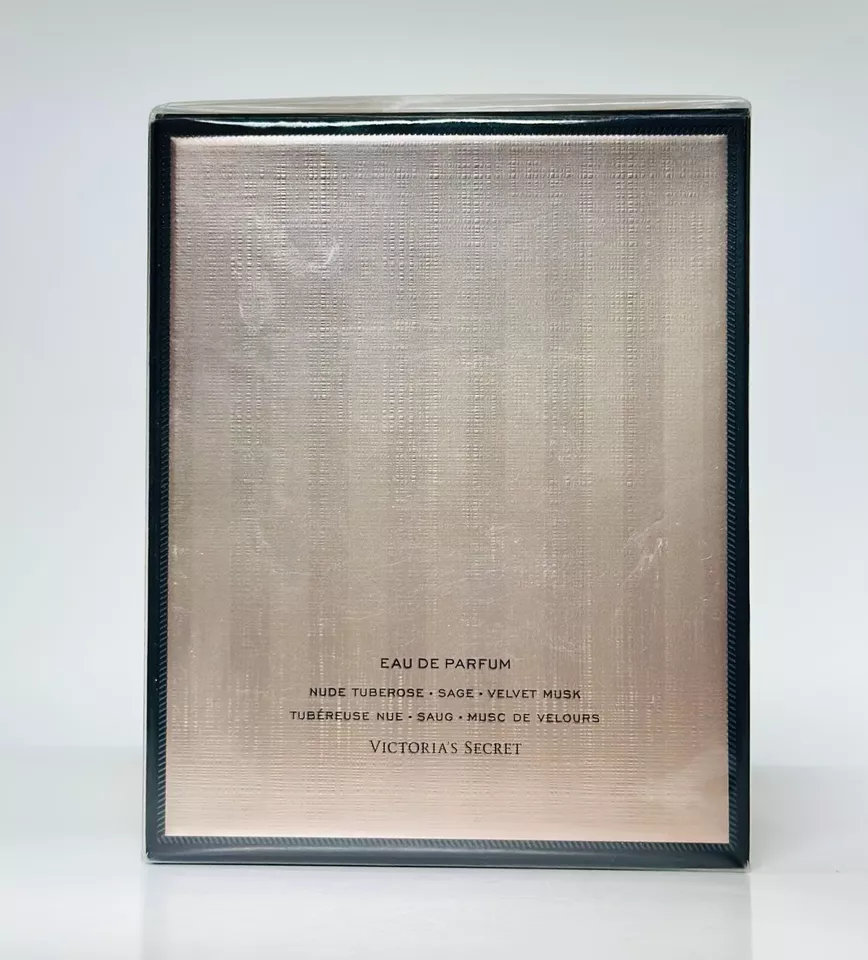 EAU DE PARFUM
NUDE TUBEROSE • SAGE • VELVET MUSK
TUBÉREUSE NUE • SAUG • MUSC DE VELOURS
VICTORIA'S SECRET